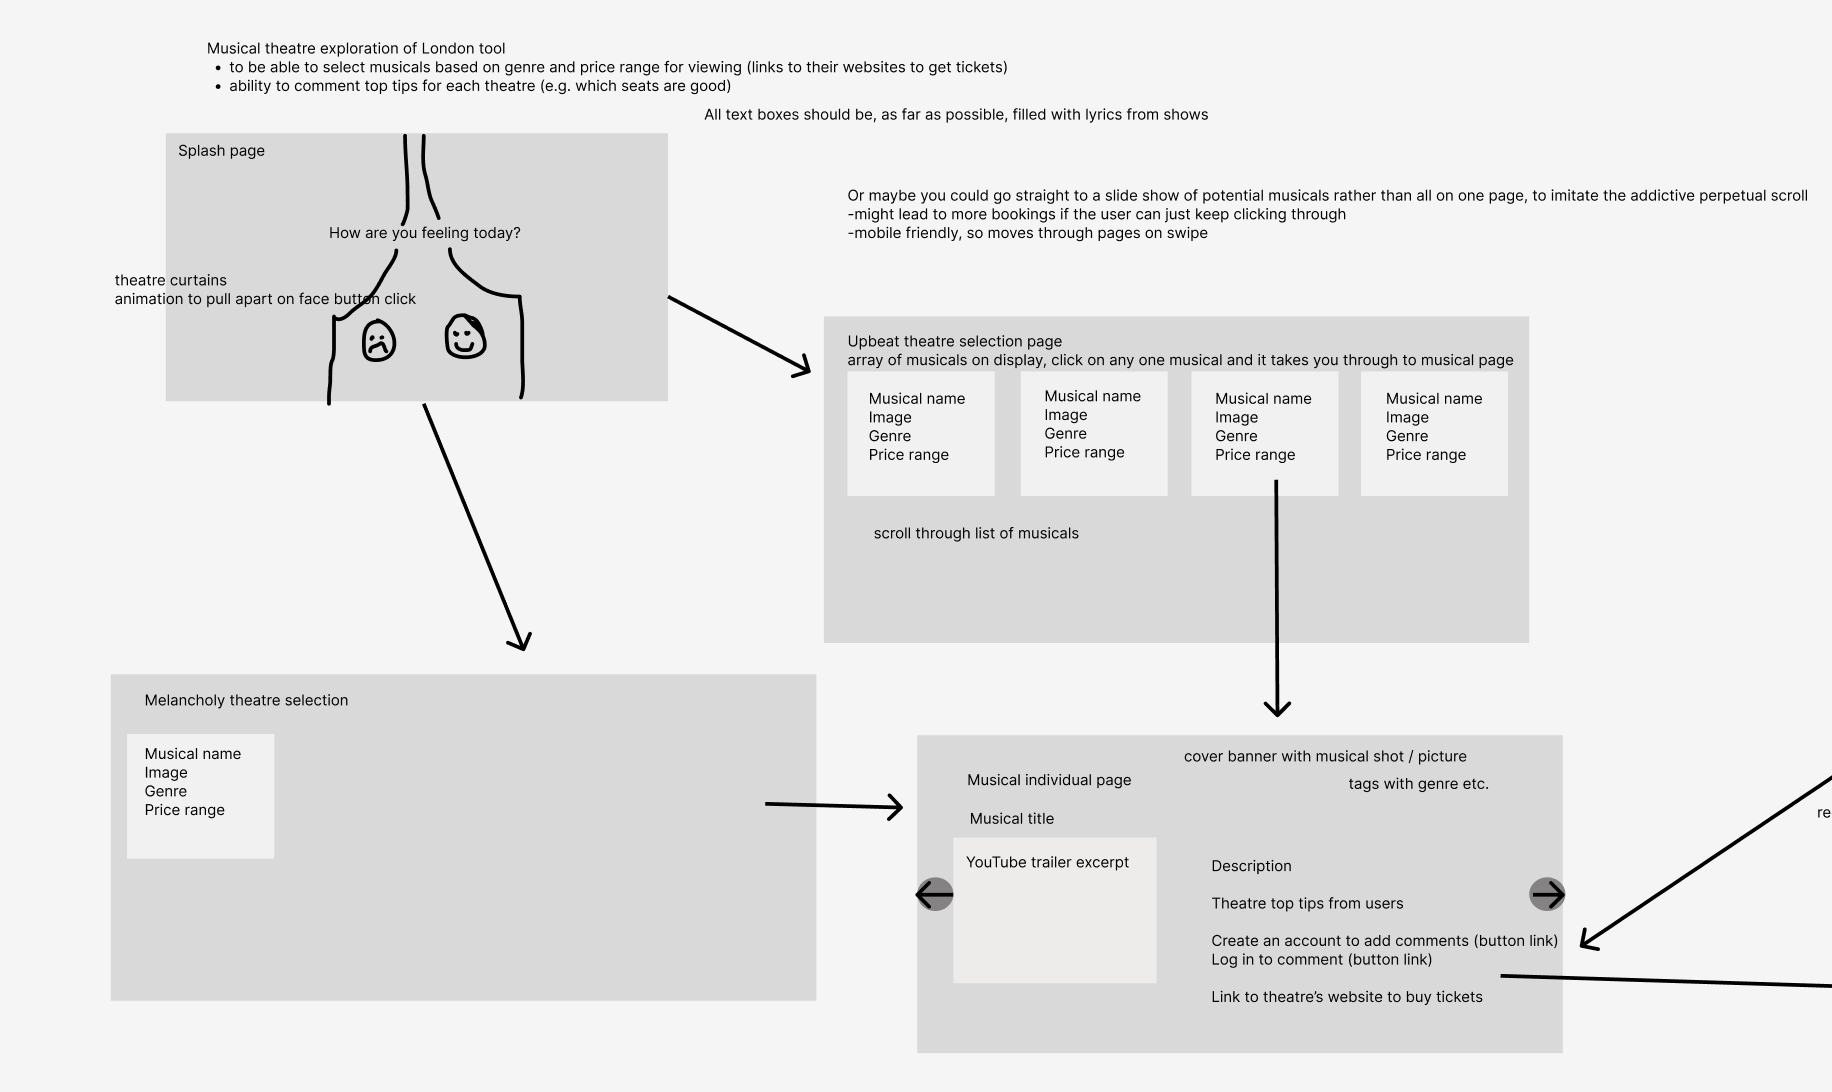 Musical theatre exploration of London tool
• to be able to select musicals based on genre and price range for viewing (links to their websites to get tickets)
• ability to comment top tips for each theatre (e.g. which seats are good)
All text boxes should be, as far as possible, filled with lyrics from shows
Splash page
How are you feeling today?
theatre curtains
animation to pull apart on face button click
Or maybe you could go straight to a slide show of potential musicals rather than all on one page, to imitate the addictive perpetual scroll
-might lead to more bookings if the user can just keep clicking through
-mobile friendly, so moves through pages on swipe
Upbeat theatre selection page
array of musicals on display, click on any one musical and it takes you through to musical page
Musical name
Image
Genre
Price range
Musical name
Image
Genre
Price range
Musical name
Image
Genre
Price range
Musical name
Image
Genre
Price range
scroll through list of musicals
Melancholy theatre selection
Musical name
Image
Genre
Price range
cover banner with musical shot / picture
tags with genre etc.
Musical individual page
Musical title
YouTube trailer excerpt
Description
Theatre top tips from users
Create an account to add comments (button link)
Log in to comment (button link)
Link to theatre’s website to buy tickets
re